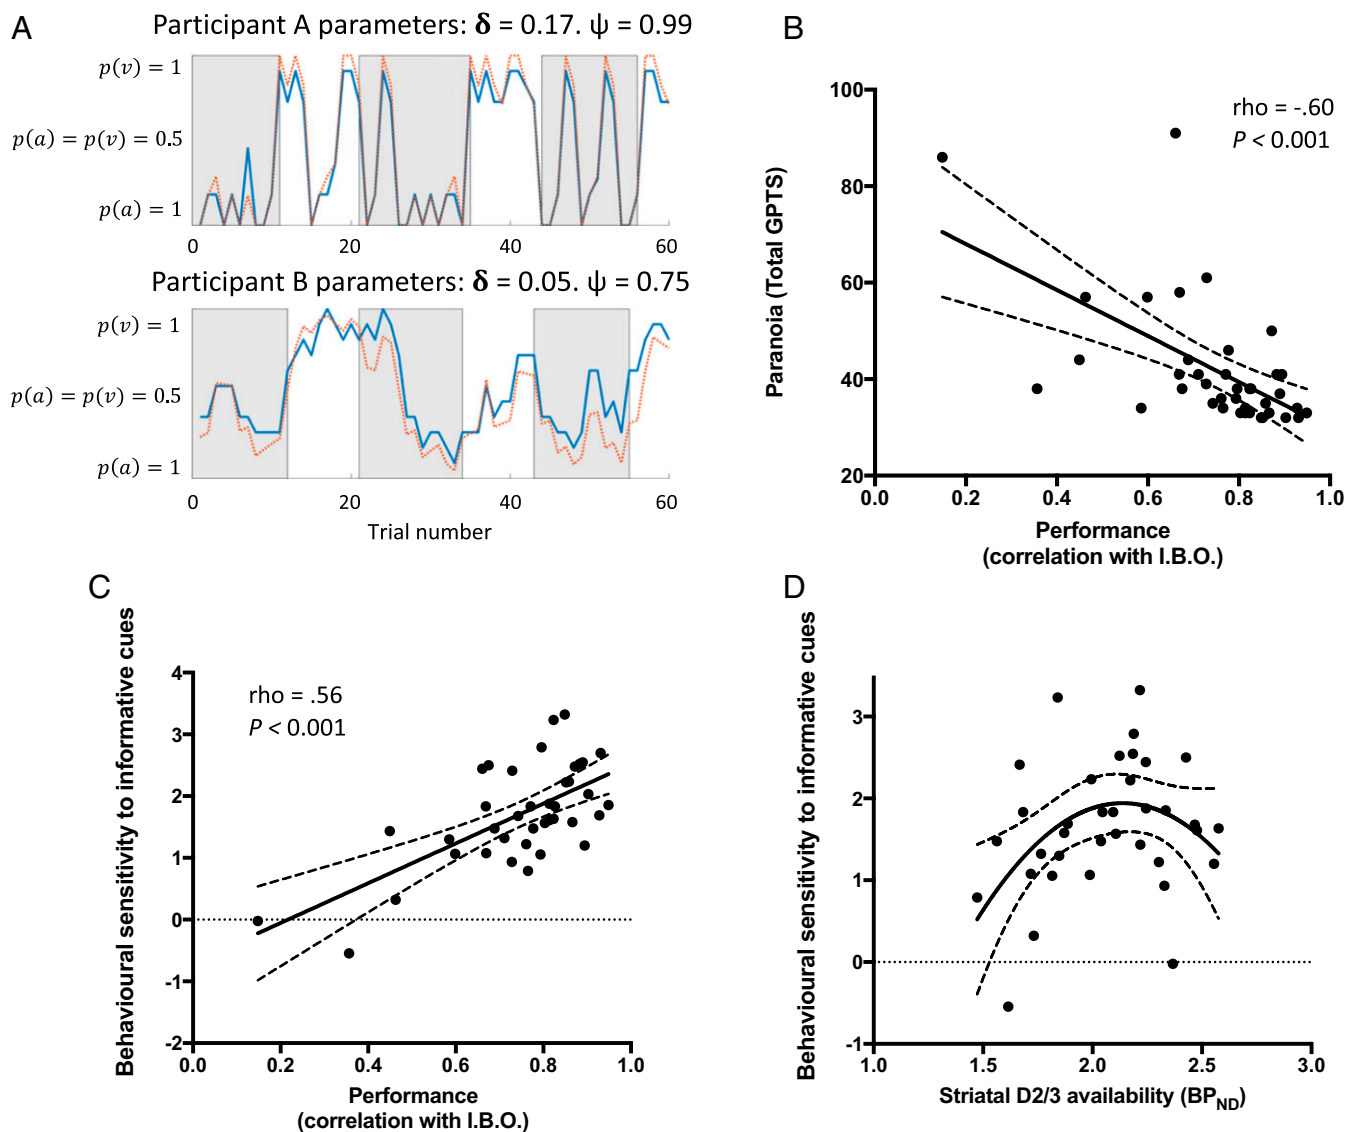 A
Participant A parameters: δ = 0.17. ψ = 0.99
p(v) = 1
p(a) = p(v) = 0.5
p(a) = 1
0 20 40 60
Participant B parameters: δ = 0.05. ψ = 0.75
p(v) = 1
p(a) = p(v) = 0.5
p(a) = 1
0 20 40 60
Trial number
B
Paranoia (Total GPTS)
100
80
60
40
20
rho = -.60
P < 0.001
0.0 0.2 0.4 0.6 0.8 1.0
Performance
(correlation with I.B.O.)
C
Behavioural sensitivity to informative cues
4
3
2
1
0
-1
-2
rho = .56
P < 0.001
0.0 0.2 0.4 0.6 0.8 1.0
Performance
(correlation with I.B.O.)
D
Behavioural sensitivity to informative cues
3
2
1
0
-1
1.0 1.5 2.0 2.5 3.0
Striatal D2/3 availability (BPND)